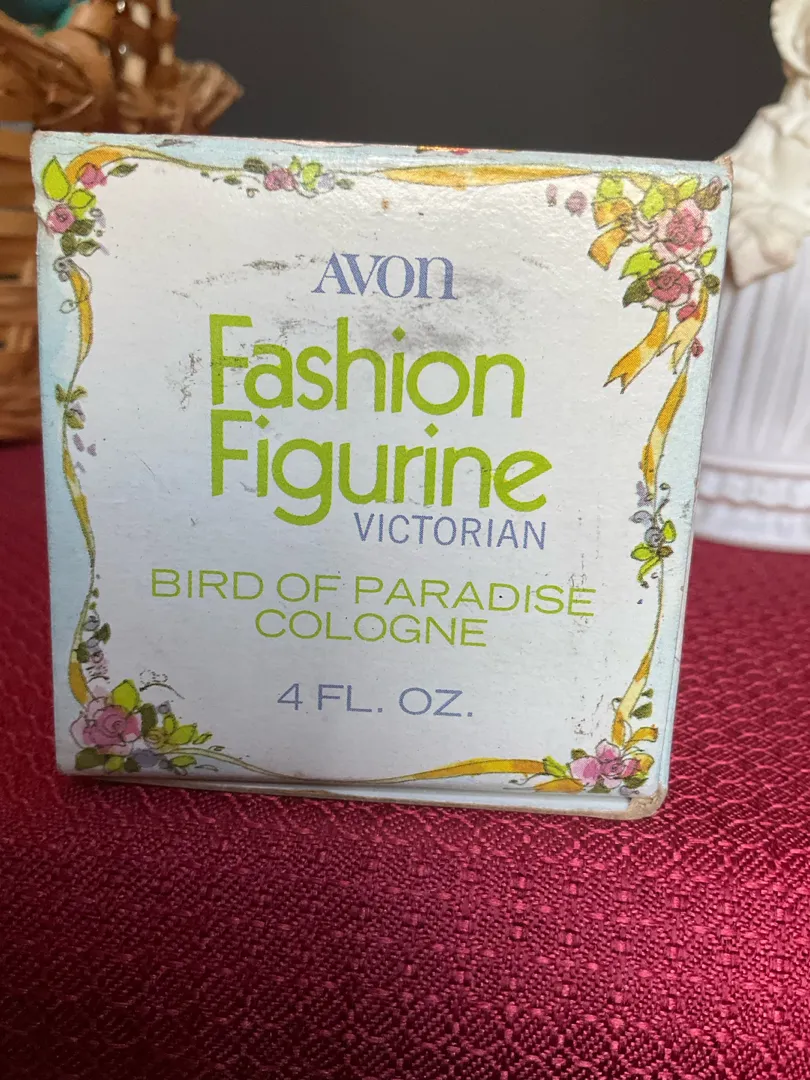 AVON
Fashion
Figurine
VICTORIAN
BIRD OF PARADISE
COLOGNE
4 FL. OZ.